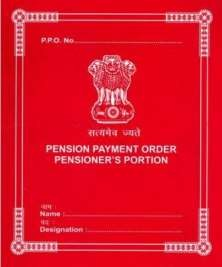 P.P.O. No.
सत्यमेव जयते
PENSION PAYMENT ORDER
PENSIONER'S PORTION
नाम :
Name :
पद :
Designation :